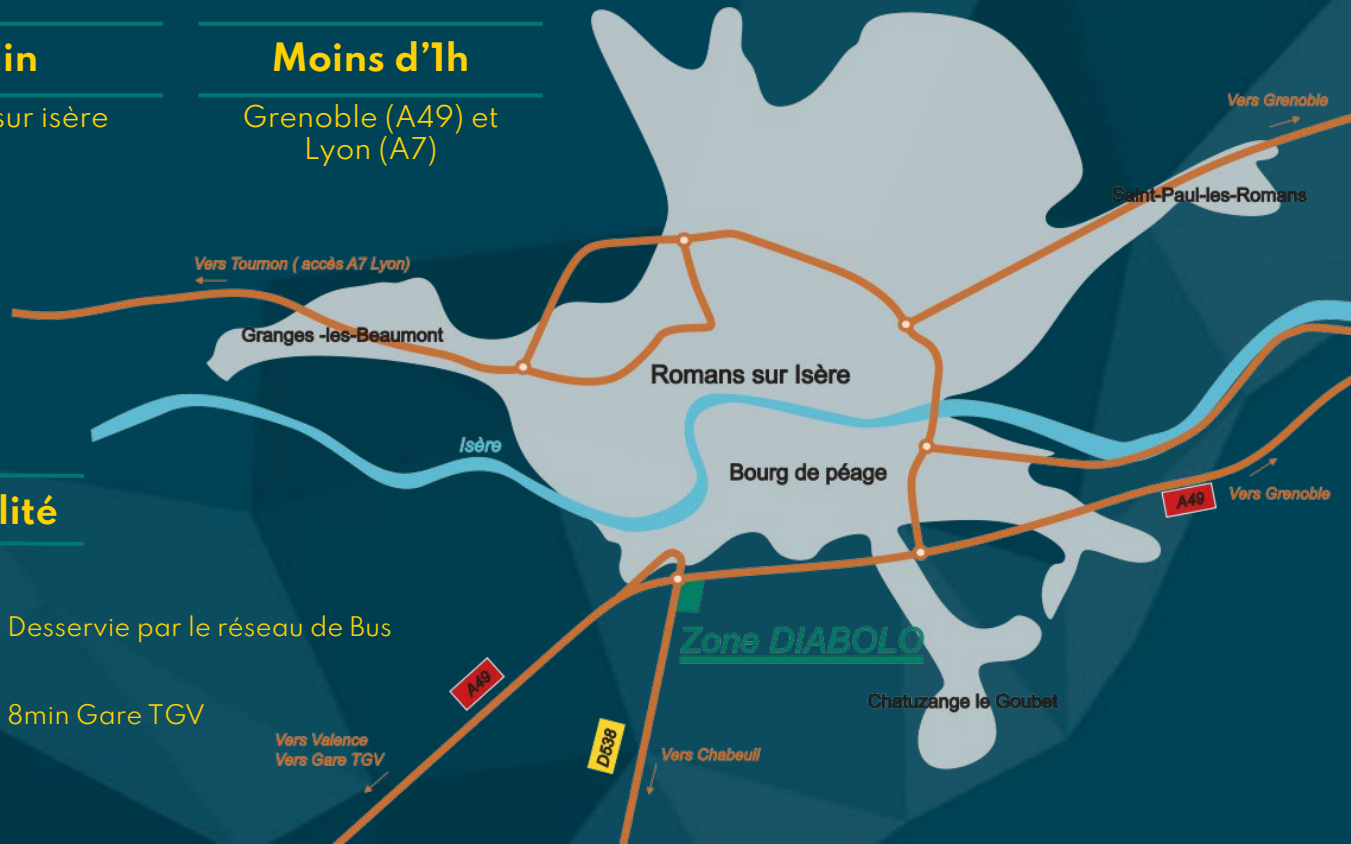 in
Moins d'1h
sur isère
Grenoble (A49) et
Lyon (A7)
Vers Grenoble
Saint-Paul-les-Romans
Vers Tournon ( accès A7 Lyon)
Granges -les-Beaumont
Romans sur Isère
Isère
Bourg de péage
A49
Vers Grenoble
lité
Desservie par le réseau de Bus
Zone DIABOLO
A49
Chatuzange le Goubet
8min Gare TGV
Vers Valence
Vers Gare TGV
D538
Vers Chabeuil